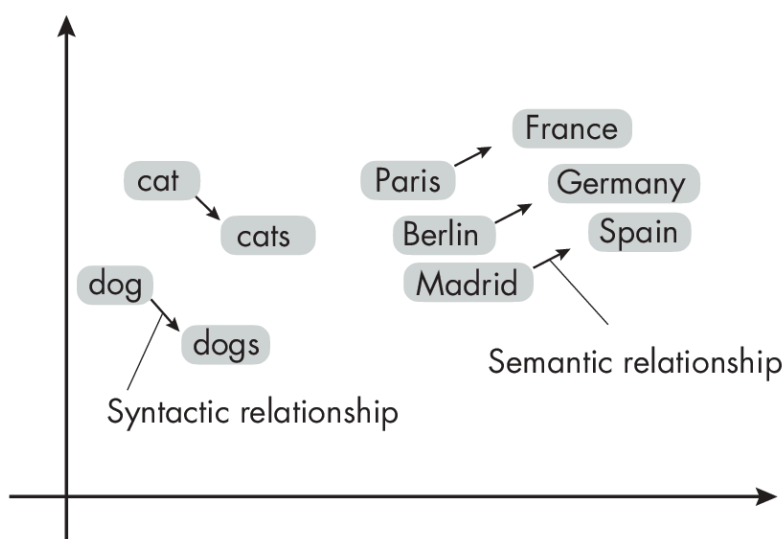 France
cat
Paris
Germany
cats
Berlin
Spain
dog
Madrid
dogs
Semantic relationship
Syntactic relationship